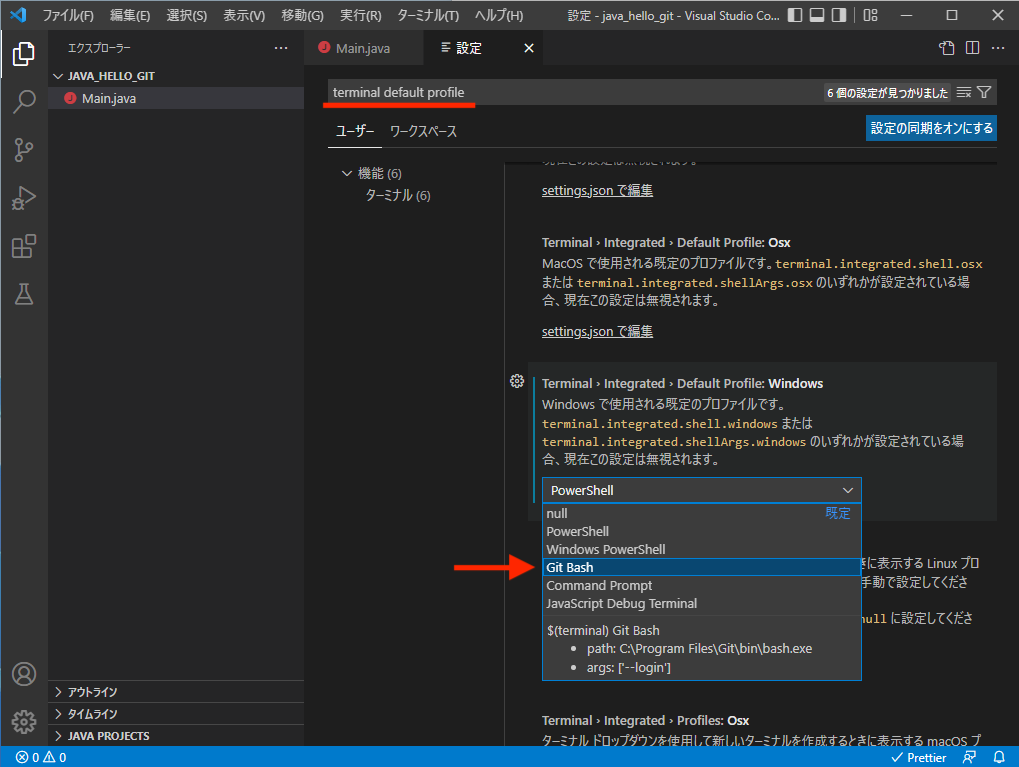 ファイル(F) 編集(E) 選択(S) 表示(V) 移動(G) 実行(R) ターミナル(T) ヘルプ(H) 設定 - java_hello_git - Visual Studio Co...
エクスプローラー
Main.java
設定
JAVA_HELLO_GIT
Main.java
terminal default profile
6 個の設定が見つかりました
ユーザー ワークスペース
設定の同期をオンにする
機能 (6)
ターミナル (6)
現在この設定は無視されます。
settings.json で編集
Terminal › Integrated › Default Profile: Osx
MacOS で使用される既定のプロファイルです。terminal.integrated.shell.osx
または terminal.integrated.shellArgs.osx のいずれかが設定されている場
合、現在この設定は無視されます。
settings.json で編集
Terminal › Integrated › Default Profile: Windows
Windows で使用される既定のプロファイルです。
terminal.integrated.shell.windows または
terminal.integrated.shellArgs.windows のいずれかが設定されている場
合、現在この設定は無視されます。
PowerShell
null 既定
PowerShell
Windows PowerShell
Git Bash
Command Prompt
JavaScript Debug Terminal
$(terminal) Git Bash
• path: C:\Program Files\Git\bin\bash.exe
• args: ['--login']
きに表示する Linux プロ
手動で設定してくださ
null に設定してくださ
Terminal › Integrated › Profiles: Osx
ターミナル ドロップダウンを使用して新しいターミナルを作成するときに表示する macOS プ
アウトライン
タイムライン
JAVA PROJECTS
0 0
Prettier